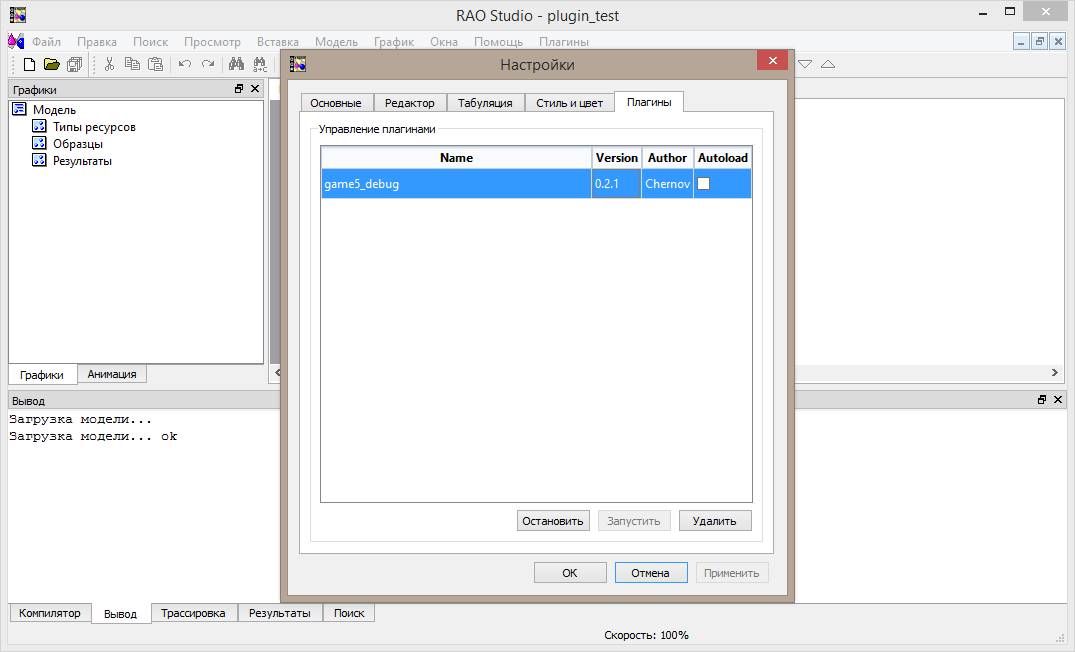 RAO Studio - plugin_test
Файл Правка Поиск Просмотр Вставка Модель График Окна Помощь Плагины
Графики
Модель
Типы ресурсов
Образцы
Результаты
Графики Анимация
Настройки
Основные Редактор Табуляция Стиль и цвет Плагины
Управление плагинами
Name Version Author Autoload
game5_debug 0.2.1 Chernov
Остановить Запустить Удалить
OK Отмена Применить
Вывод
Загрузка модели...
Загрузка модели... ok
Компилятор Вывод Трассировка Результаты Поиск
Скорость: 100%